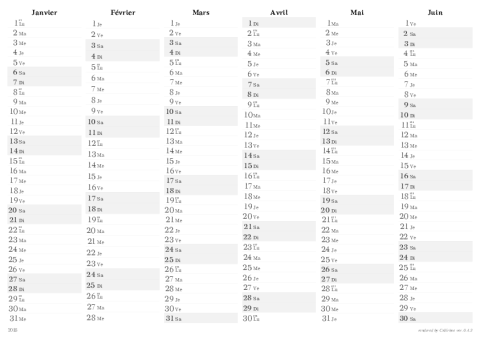 Janvier
1 Lu
2 Ma
3 Me
4 Je
5 Ve
6 Sa
7 Di
8 Lu
9 Ma
10 Me
11 Je
12 Ve
13 Sa
14 Di
15 Lu
16 Ma
17 Me
18 Je
19 Ve
20 Sa
21 Di
22 Lu
23 Ma
24 Me
25 Je
26 Ve
27 Sa
28 Di
29 Lu
30 Ma
31 Me
Février
1 Je
2 Ve
3 Sa
4 Di
5 Lu
6 Ma
7 Me
8 Je
9 Ve
10 Sa
11 Di
12 Lu
13 Ma
14 Me
15 Je
16 Ve
17 Sa
18 Di
19 Lu
20 Ma
21 Me
22 Je
23 Ve
24 Sa
25 Di
26 Lu
27 Ma
28 Me
Mars
1 Je
2 Ve
3 Sa
4 Di
5 Lu
6 Ma
7 Me
8 Je
9 Ve
10 Sa
11 Di
12 Lu
13 Ma
14 Me
15 Je
16 Ve
17 Sa
18 Di
19 Lu
20 Ma
21 Me
22 Je
23 Ve
24 Sa
25 Di
26 Lu
27 Ma
28 Me
29 Je
30 Ve
31 Sa
Avril
1 Di
2 Lu
3 Ma
4 Me
5 Je
6 Ve
7 Sa
8 Di
9 Lu
10 Ma
11 Me
12 Je
13 Ve
14 Sa
15 Di
16 Lu
17 Ma
18 Me
19 Je
20 Ve
21 Sa
22 Di
23 Lu
24 Ma
25 Me
26 Je
27 Ve
28 Sa
29 Di
30 Lu
Mai
1 Ma
2 Me
3 Je
4 Ve
5 Sa
6 Di
7 Lu
8 Ma
9 Me
10 Je
11 Ve
12 Sa
13 Di
14 Lu
15 Ma
16 Me
17 Je
18 Ve
19 Sa
20 Di
21 Lu
22 Ma
23 Me
24 Je
25 Ve
26 Sa
27 Di
28 Lu
29 Ma
30 Me
31 Je
Juin
1 Ve
2 Sa
3 Di
4 Lu
5 Ma
6 Me
7 Je
8 Ve
9 Sa
10 Di
11 Lu
12 Ma
13 Me
14 Je
15 Ve
16 Sa
17 Di
18 Lu
19 Ma
20 Me
21 Je
22 Ve
23 Sa
24 Di
25 Lu
26 Ma
27 Me
28 Je
29 Ve
30 Sa
2018